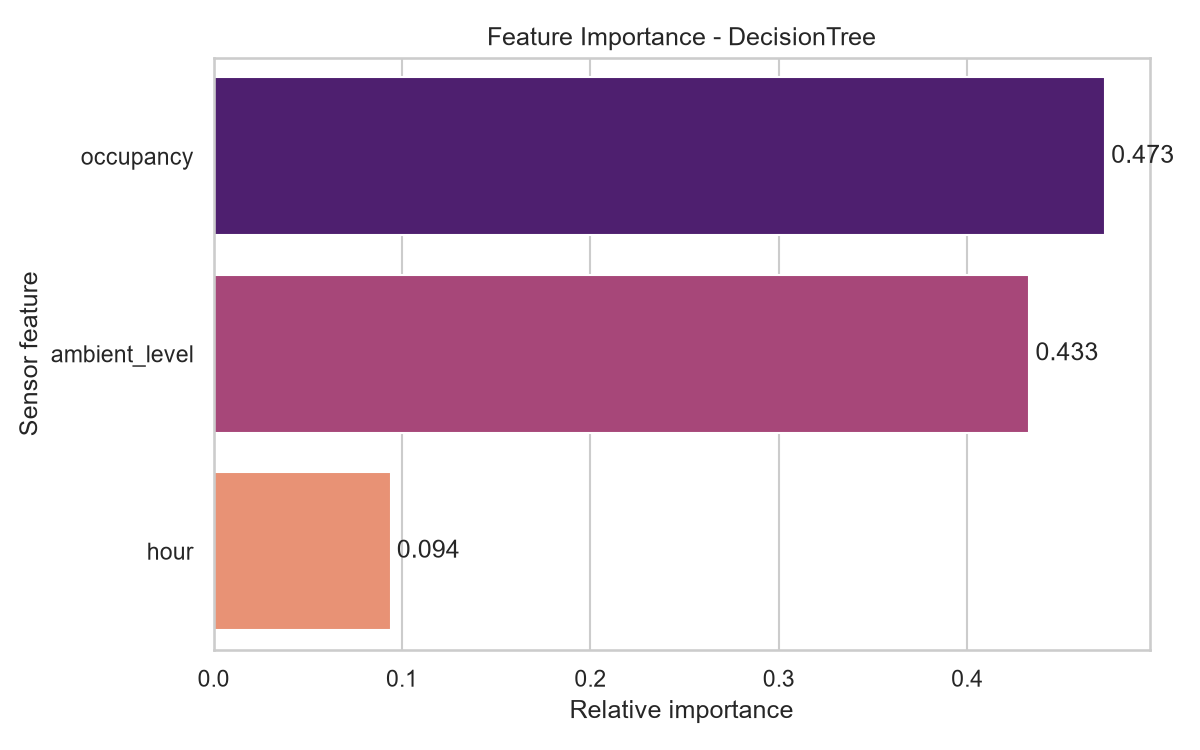 Feature Importance - DecisionTree
Sensor feature
occupancy
0.473
ambient_level
0.433
hour
0.094
0.0 0.1 0.2 0.3 0.4
Relative importance